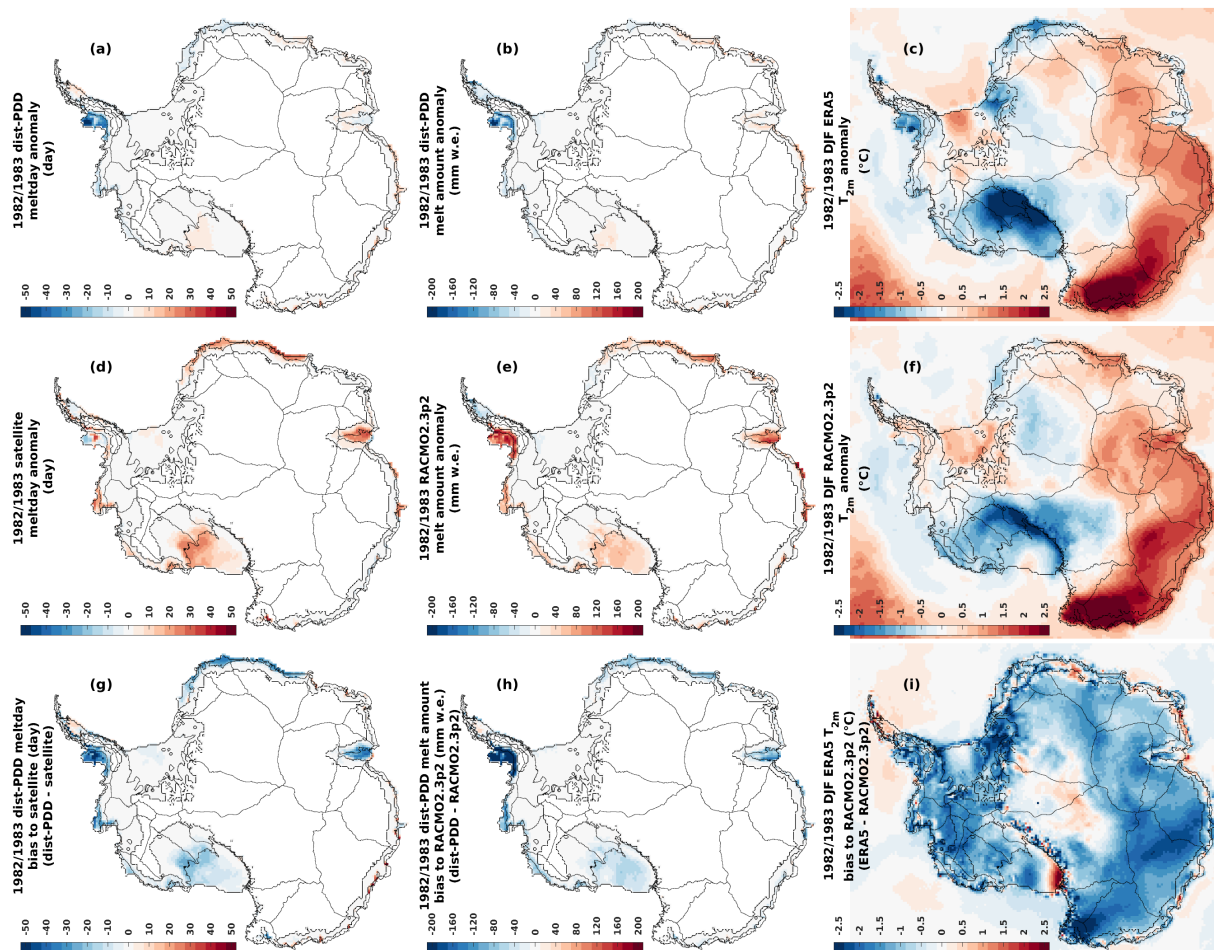 (a)
1982/1983 dist-PDD
meltday anomaly
(day)
-50 -40 -30 -20 -10 0 10 20 30 40 50
(b)
1982/1983 dist-PDD
melt amount anomaly
(mm w.e.)
-200 -160 -120 -80 -40 0 40 80 120 160 200
(c)
1982/1983 DJF ERA5
T2m anomaly
(°C)
-2.5 -2 -1.5 -1 -0.5 0 0.5 1 1.5 2 2.5
(d)
1982/1983 satellite
meltday anomaly
(day)
-50 -40 -30 -20 -10 0 10 20 30 40 50
(e)
1982/1983 RACMO2.3p2
melt amount anomaly
(mm w.e.)
-200 -160 -120 -80 -40 0 40 80 120 160 200
(f)
1982/1983 DJF RACMO2.3p2
T2m anomaly
(°C)
-2.5 -2 -1.5 -1 -0.5 0 0.5 1 1.5 2 2.5
(g)
1982/1983 dist-PDD meltday
bias to satellite (day)
(dist-PDD - satellite)
-50 -40 -30 -20 -10 0 10 20 30 40 50
(h)
1982/1983 dist-PDD melt amount
bias to RACMO2.3p2 (mm w.e.)
(dist-PDD - RACMO2.3p2)
-200 -160 -120 -80 -40 0 40 80 120 160 200
(i)
1982/1983 DJF ERA5 T2m
bias to RACMO2.3p2 (°C)
(ERA5 - RACMO2.3p2)
-2.5 -2 -1.5 -1 -0.5 0 0.5 1 1.5 2 2.5